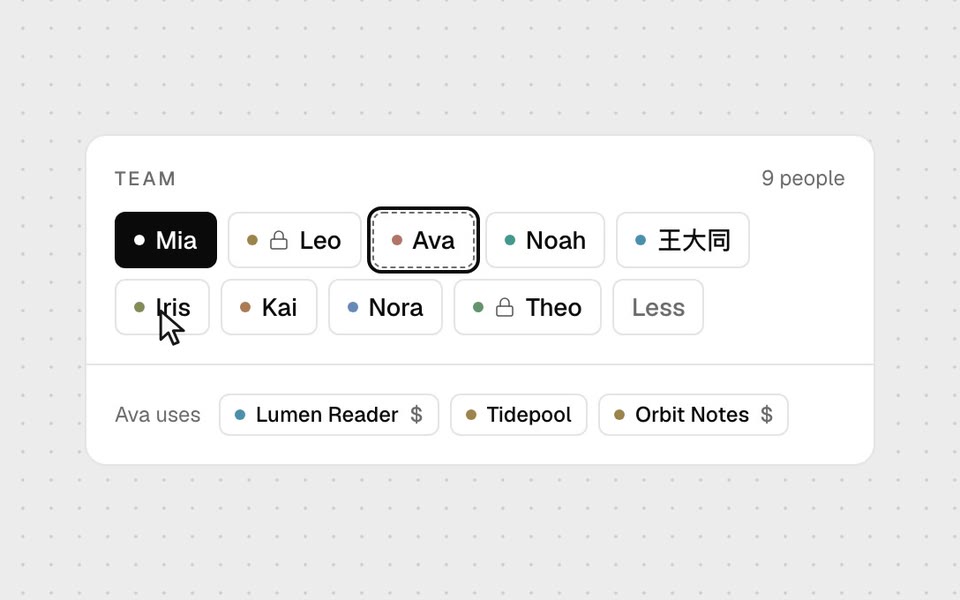 TEAM 9 people
Mia Leo Ava Noah 王大同
Iris Kai Nora Theo Less
Ava uses Lumen Reader $ Tidepool Orbit Notes $